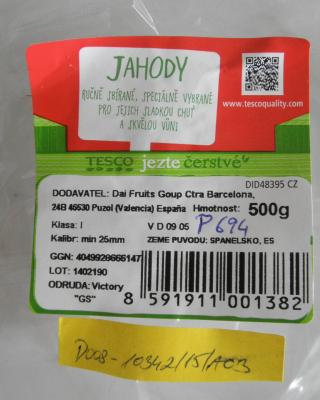 JAHODY
RUČNĚ SBÍRANÉ, SPECIÁLNĚ VYBRANÉ
PRO JEJICH SLADKOU CHUŤ
A SKVĚLOU VŮNI
www.tescoquality.com
TESCO jezte čerstvé
DID48395 CZ
DODAVATEL: Dai Fruits Goup Ctra Barcelona,
24B 46530 Puzol (Valencia) España Hmotnost: 500g
Klasa: I V D 09 05 P 694
Kalibr: min 25mm ZEME PUVODU: SPANELSKO, ES
GGN: 4049928666147
LOT: 1402190
ODRUDA: Victory
"GS"
8 591911 001382
D008-10342/15/A03